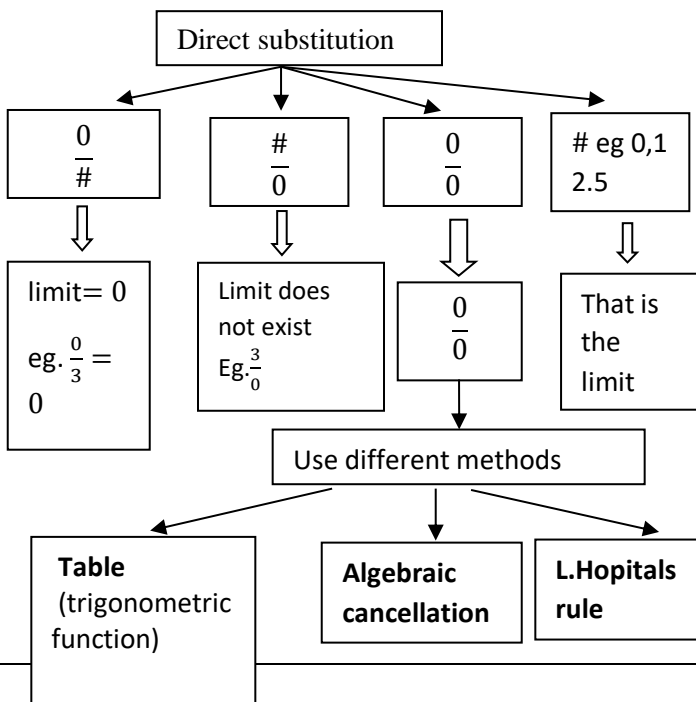 Direct substitution
0/#
#/0
0/0
# eg 0,1
2.5
limit= 0
eg. 0/3 =
0
Limit does
not exist
Eg. 3/0
0/0
That is
the
limit
Use different methods
Table
(trigonometric
function)
Algebraic
cancellation
L.Hopitals
rule